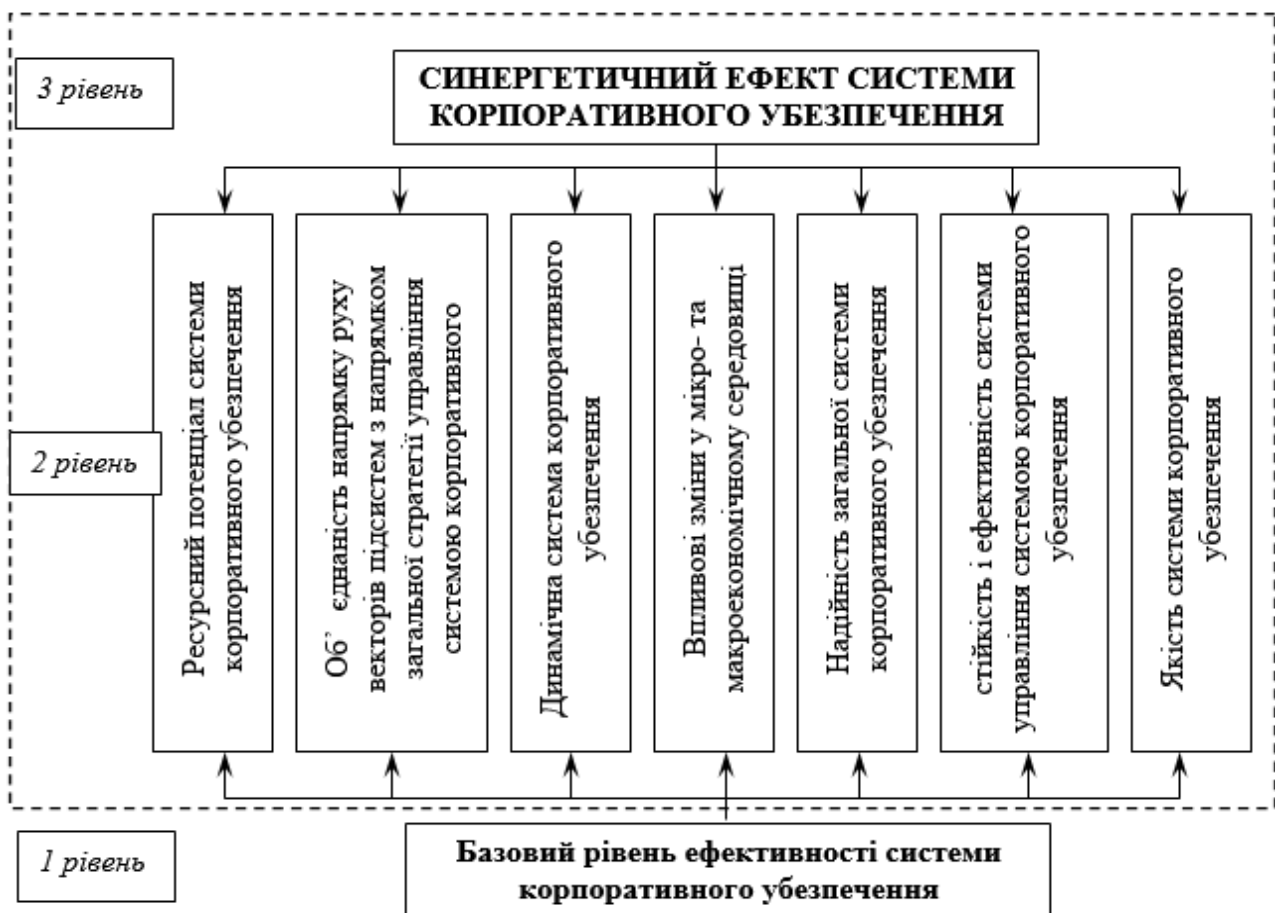 3 рівень
СИНЕРГЕТИЧНИЙ ЕФЕКТ СИСТЕМИ
КОРПОРАТИВНОГО УБЕЗПЕЧЕННЯ
2 рівень
Ресурсний потенціал системи
корпоративного убезпечення
Об’ єднаність напрямку руху
векторів підсистем з напрямком
загальної стратегії управління
системою корпоративного
Динамічна система корпоративного
убезпечення
Впливові зміни у мікро- та
макроекономічному середовищі
Надійність загальної системи
корпоративного убезпечення
стійкість і ефективність системи
управління системою корпоративного
убезпечення
Якість системи корпоративного
убезпечення
1 рівень
Базовий рівень ефективності системи
корпоративного убезпечення